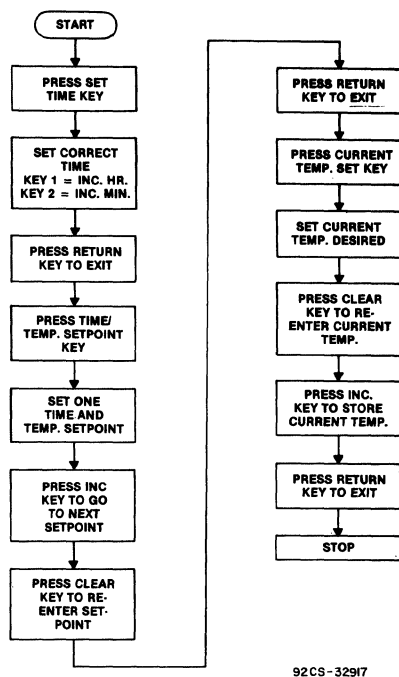 START
PRESS SET
TIME KEY
SET CORRECT
TIME
KEY 1 = INC. HR.
KEY 2 = INC. MIN.
PRESS RETURN
KEY TO EXIT
PRESS TIME/
TEMP. SETPOINT
KEY
SET ONE
TIME AND
TEMP. SETPOINT
PRESS INC
KEY TO GO
TO NEXT
SETPOINT
PRESS CLEAR
KEY TO RE-
ENTER SET-
POINT
PRESS RETURN
KEY TO EXIT
PRESS CURRENT
TEMP. SET KEY
SET CURRENT
TEMP. DESIRED
PRESS CLEAR
KEY TO RE-
ENTER CURRENT
TEMP.
PRESS INC.
KEY TO STORE
CURRENT TEMP.
PRESS RETURN
KEY TO EXIT
STOP
92CS-32917